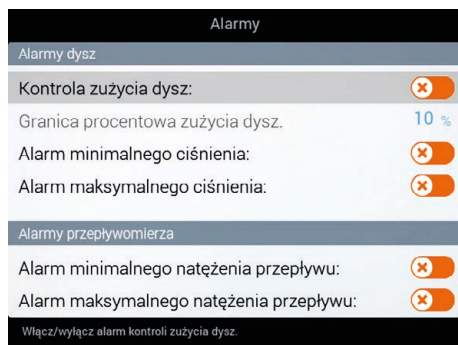 Alarmy
Alarmy dysz
Kontrola zużycia dysz:
Granica procentowa zużycia dysz. 10 %
Alarm minimalnego ciśnienia:
Alarm maksymalnego ciśnienia:
Alarmy przepływomierza
Alarm minimalnego natężenia przepływu:
Alarm maksymalnego natężenia przepływu:
Włącz/wyłącz alarm kontroli zużycia dysz.